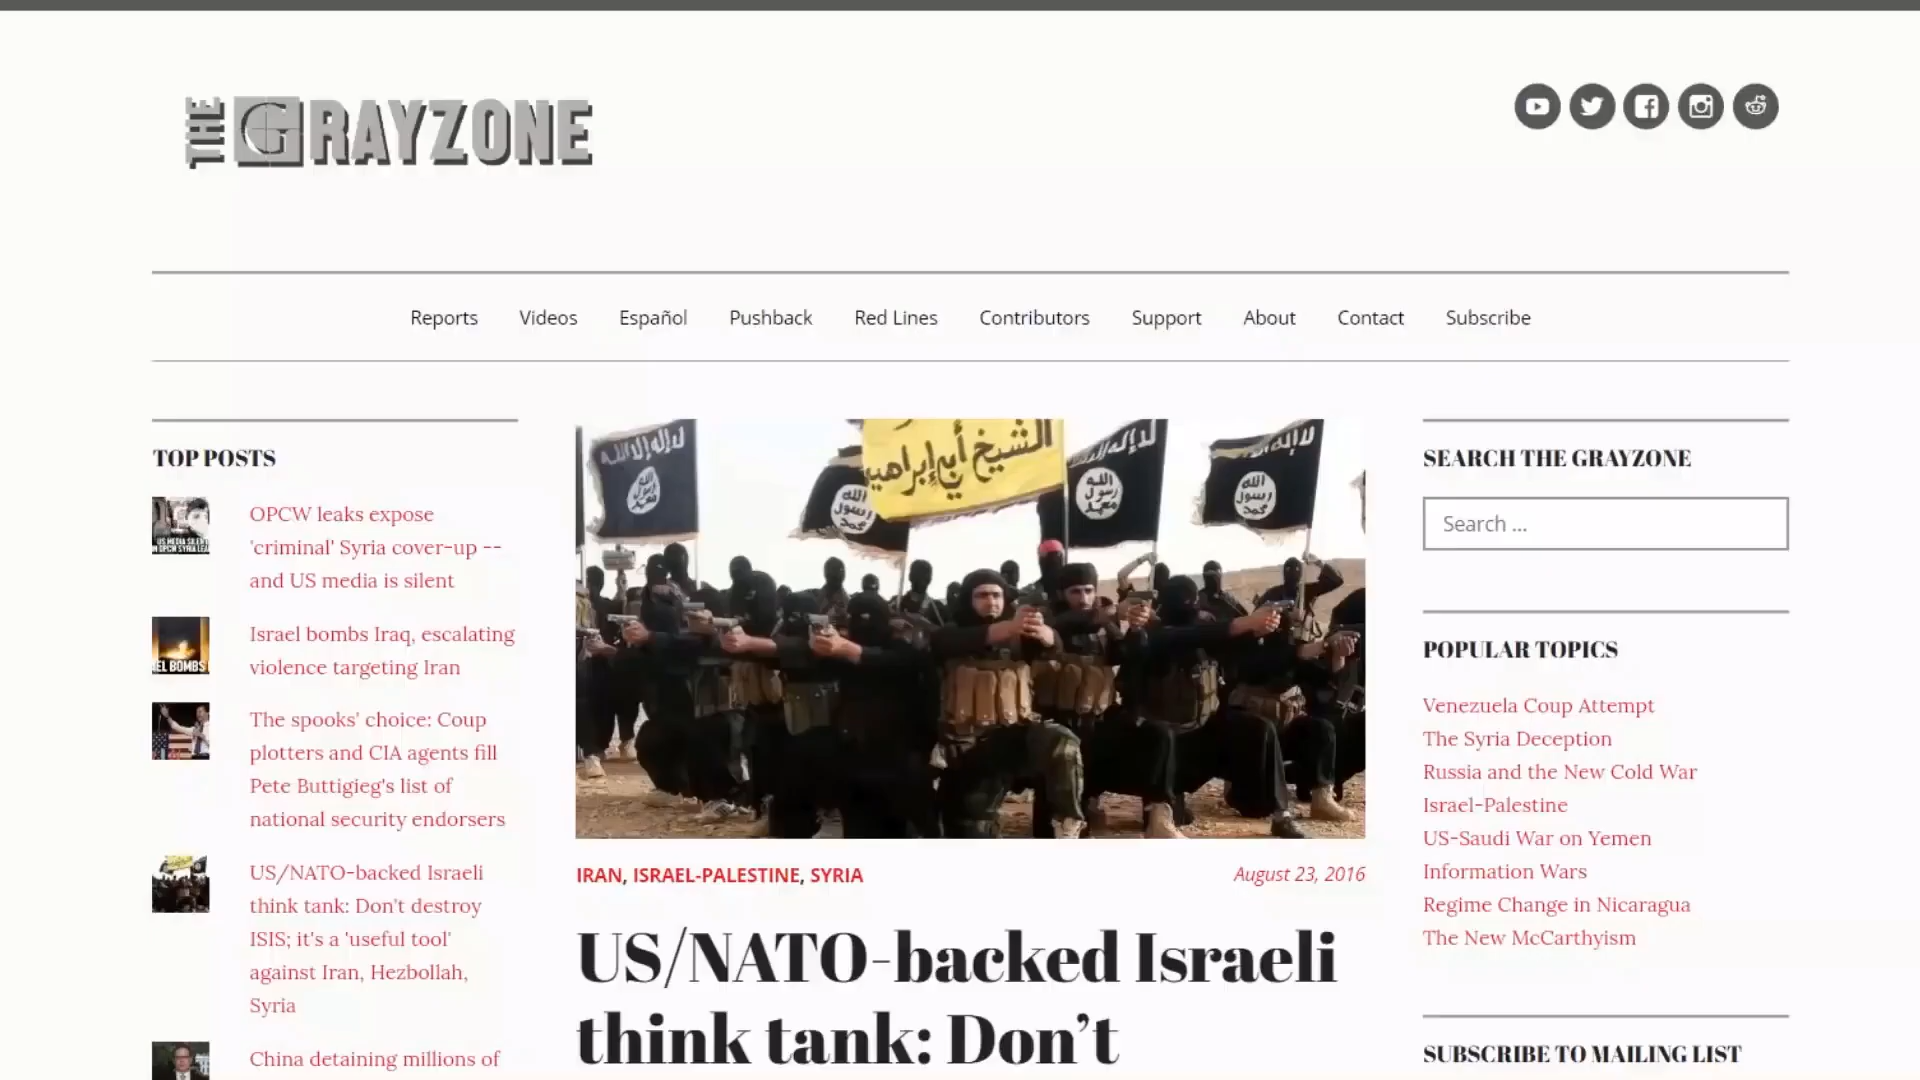 THE GRAYZONE
Reports Videos Español Pushback Red Lines Contributors Support About Contact Subscribe
TOP POSTS
OPCW leaks expose
'criminal' Syria cover-up --
and US media is silent
Israel bombs Iraq, escalating
violence targeting Iran
EL BOMBS
The spooks' choice: Coup
plotters and CIA agents fill
Pete Buttigieg's list of
national security endorsers
US/NATO-backed Israeli
think tank: Don't destroy
ISIS; it's a 'useful tool'
against Iran, Hezbollah,
Syria
China detaining millions of
لا إله إلا الله
الله
رسول
محمد
الشيخ أبي إبراهيم
IRAN, ISRAEL-PALESTINE, SYRIA
August 23, 2016
US/NATO-backed Israeli
think tank: Don’t
SEARCH THE GRAYZONE
Search ...
POPULAR TOPICS
Venezuela Coup Attempt
The Syria Deception
Russia and the New Cold War
Israel-Palestine
US-Saudi War on Yemen
Information Wars
Regime Change in Nicaragua
The New McCarthyism
SUBSCRIBE TO MAILING LIST